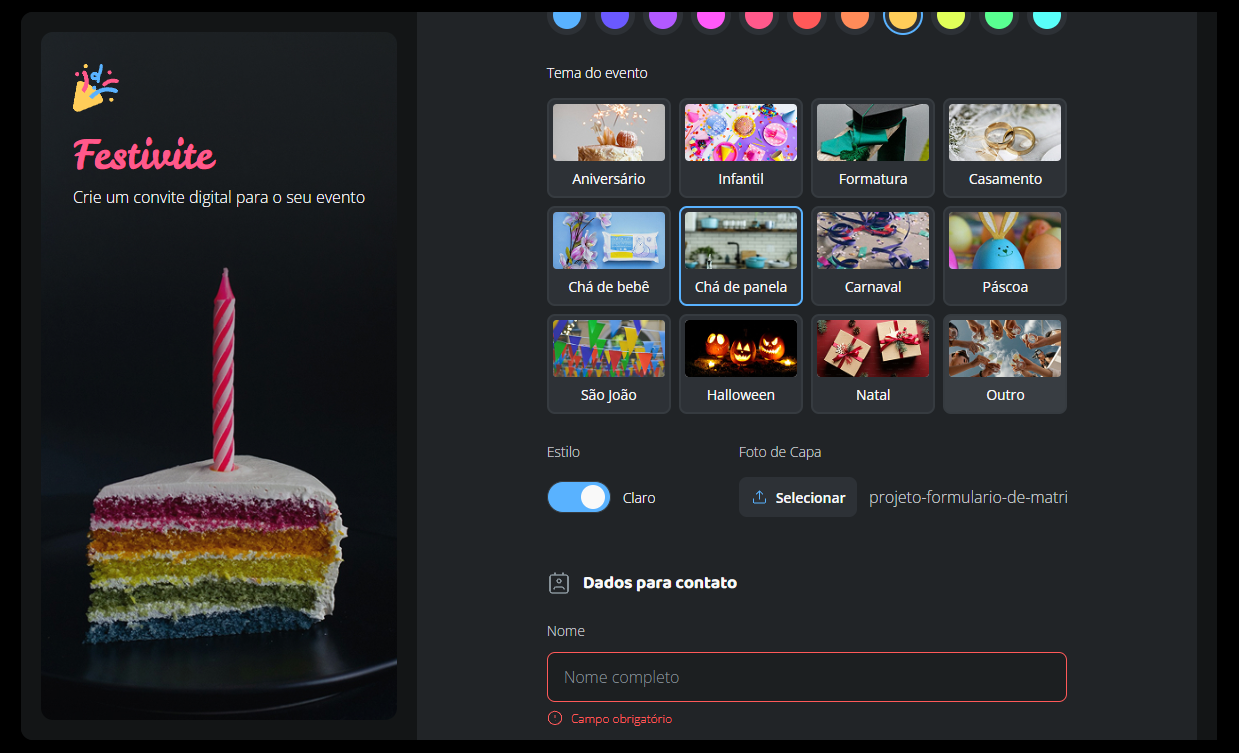 Festivite
Crie um convite digital para o seu evento
Tema do evento
Aniversário
Infantil
Formatura
Casamento
Chá de bebê
Chá de panela
Carnaval
Páscoa
São João
Halloween
Natal
Outro
Estilo
Foto de Capa
Claro
Selecionar
projeto-formulario-de-matri
Dados para contato
Nome
Nome completo
Campo obrigatório